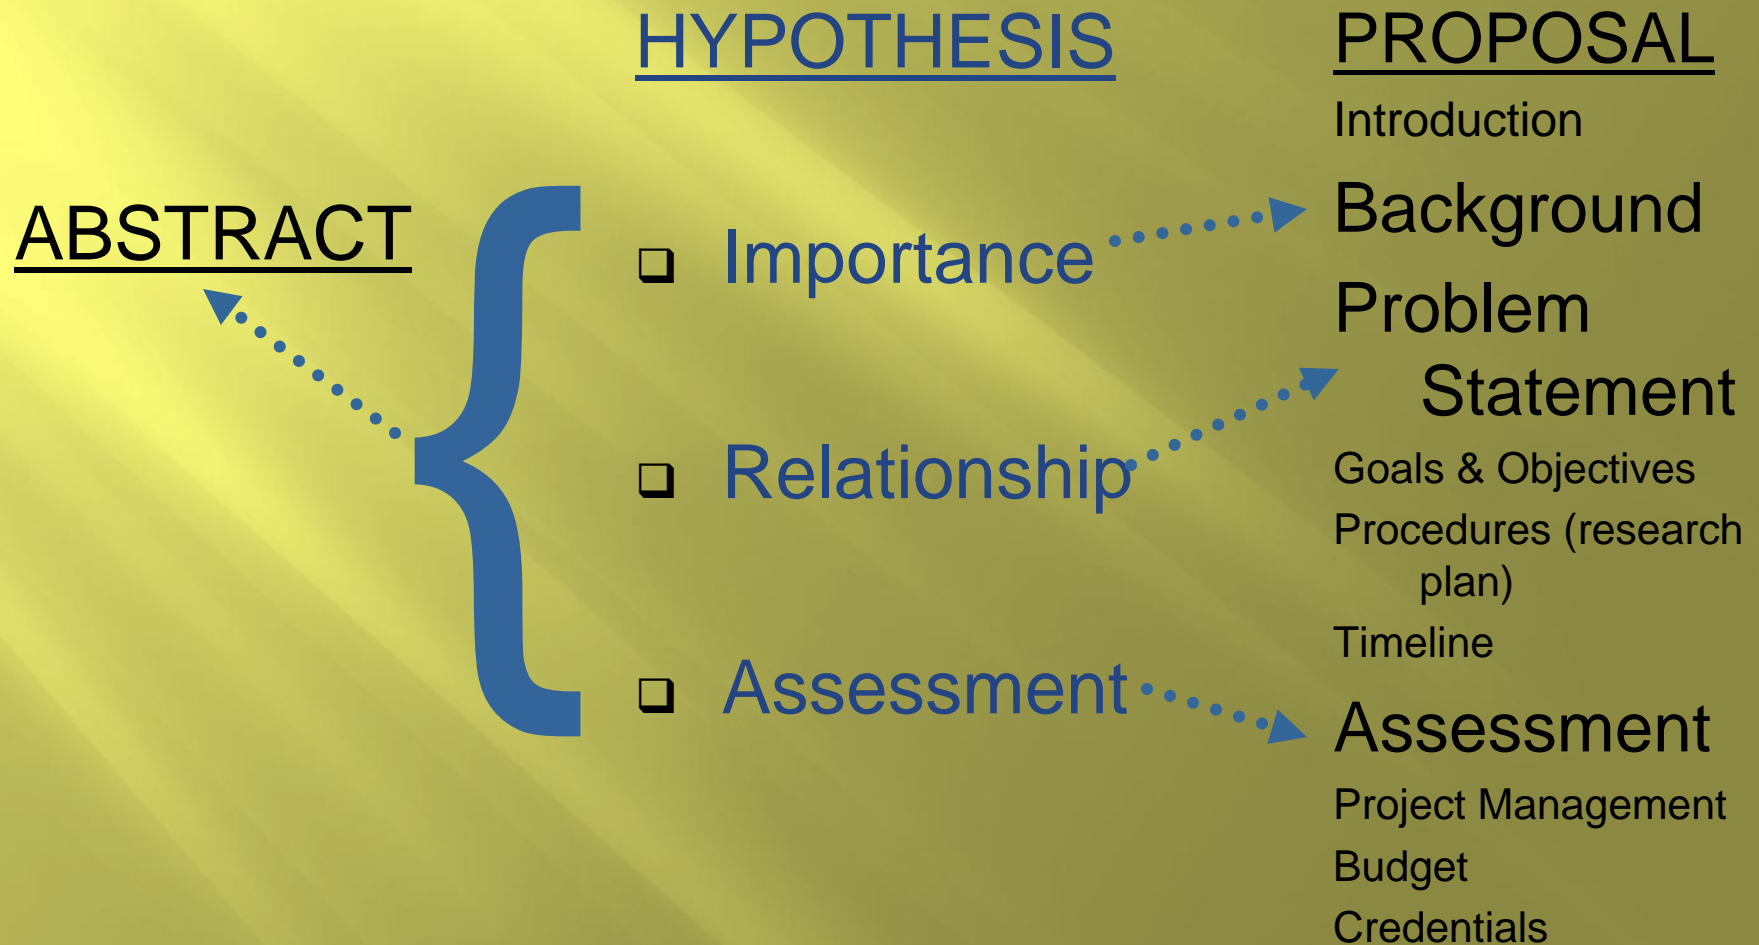 ABSTRACT
HYPOTHESIS
Importance
Relationship
Assessment
PROPOSAL
Introduction
Background
Problem
Statement
Goals & Objectives
Procedures (research
plan)
Timeline
Assessment
Project Management
Budget
Credentials